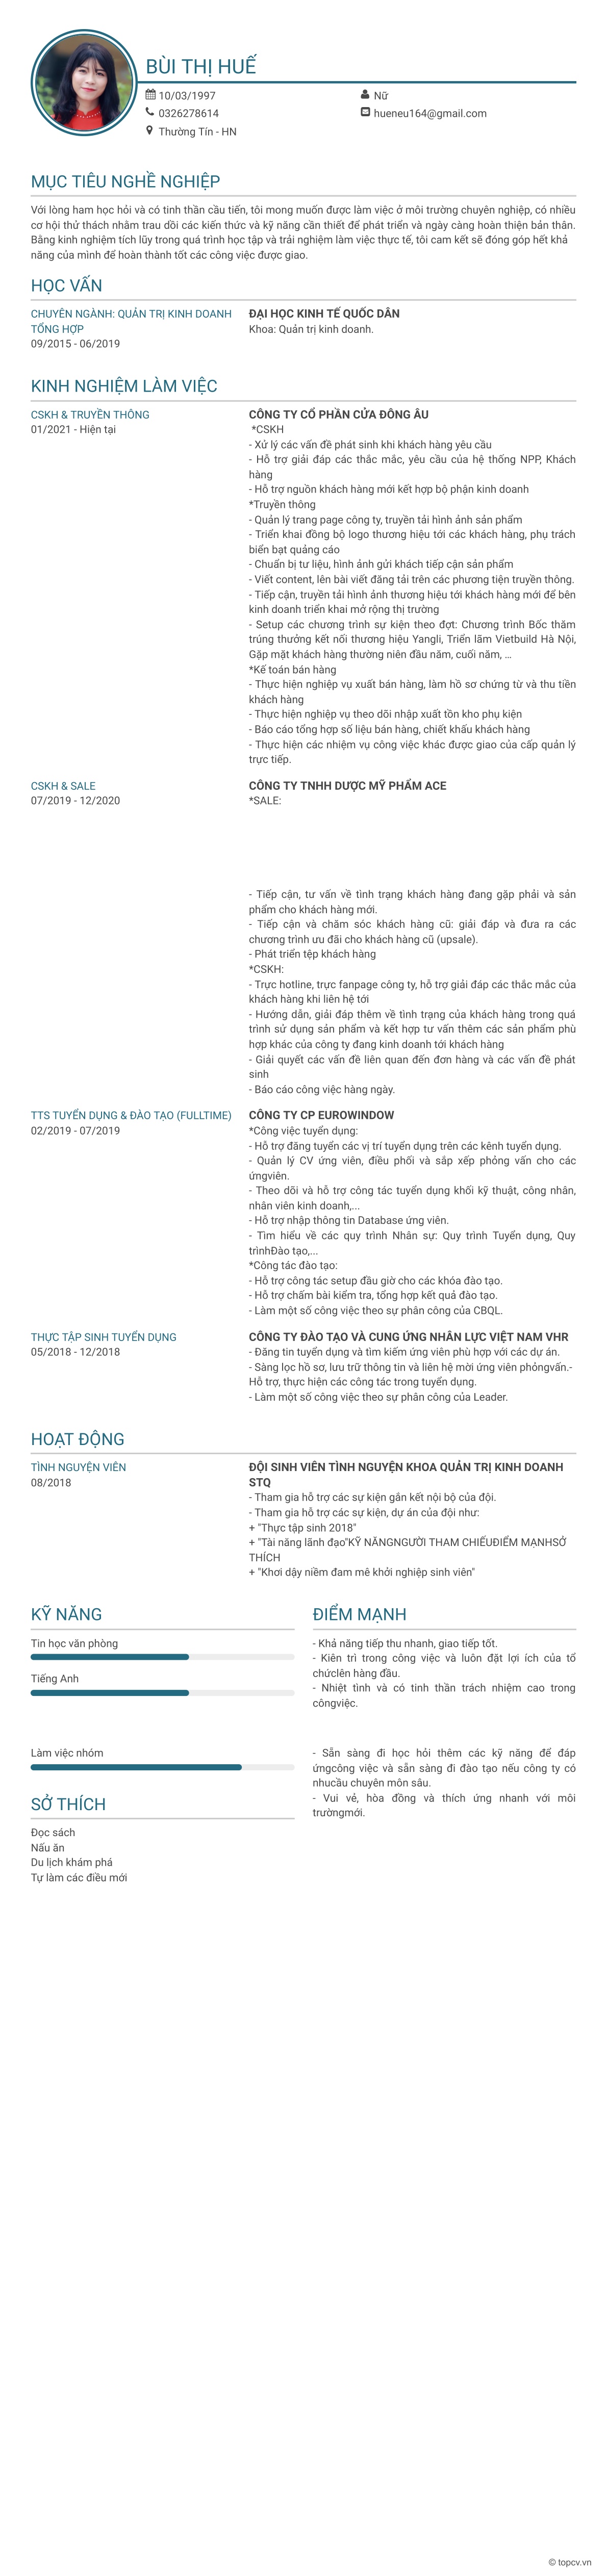 BÙI THỊ HUẾ
10/03/1997
Nữ
0326278614
hueneu164@gmail.com
Thường Tín - HN
MỤC TIÊU NGHỀ NGHIỆP
Với lòng ham học hỏi và có tinh thần cầu tiến, tôi mong muốn được làm việc ở môi trường chuyên nghiệp, có nhiều
cơ hội thử thách nhằm trau dồi các kiến thức và kỹ năng cần thiết để phát triển và ngày càng hoàn thiện bản thân.
Bằng kinh nghiệm tích lũy trong quá trình học tập và trải nghiệm làm việc thực tế, tôi cam kết sẽ đóng góp hết khả
năng của mình để hoàn thành tốt các công việc được giao.
HỌC VẤN
CHUYÊN NGÀNH: QUẢN TRỊ KINH DOANH
TỔNG HỢP
09/2015 - 06/2019
ĐẠI HỌC KINH TẾ QUỐC DÂN
Khoa: Quản trị kinh doanh.
KINH NGHIỆM LÀM VIỆC
CSKH & TRUYỀN THÔNG
01/2021 - Hiện tại
CÔNG TY CỔ PHẦN CỬA ĐÔNG ÂU
*CSKH
- Xử lý các vấn đề phát sinh khi khách hàng yêu cầu
- Hỗ trợ giải đáp các thắc mắc, yêu cầu của hệ thống NPP, Khách
hàng
- Hỗ trợ nguồn khách hàng mới kết hợp bộ phận kinh doanh
*Truyền thông
- Quản lý trang page công ty, truyền tải hình ảnh sản phẩm
- Triển khai đồng bộ logo thương hiệu tới các khách hàng, phụ trách
biển bạt quảng cáo
- Chuẩn bị tư liệu, hình ảnh gửi khách tiếp cận sản phẩm
- Viết content, lên bài viết đăng tải trên các phương tiện truyền thông.
- Tiếp cận, truyền tải hình ảnh thương hiệu tới khách hàng mới để bên
kinh doanh triển khai mở rộng thị trường
- Setup các chương trình sự kiện theo đợt: Chương trình Bốc thăm
trúng thưởng kết nối thương hiệu Yangli, Triển lãm Vietbuild Hà Nội,
Gặp mặt khách hàng thường niên đầu năm, cuối năm, ...
*Kế toán bán hàng
- Thực hiện nghiệp vụ xuất bán hàng, làm hồ sơ chứng từ và thu tiền
khách hàng
- Thực hiện nghiệp vụ theo dõi nhập xuất tồn kho phụ kiện
- Báo cáo tổng hợp số liệu bán hàng, chiết khấu khách hàng
- Thực hiện các nhiệm vụ công việc khác được giao của cấp quản lý
trực tiếp.
CSKH & SALE
07/2019 - 12/2020
CÔNG TY TNHH DƯỢC MỸ PHẨM ACE
*SALE:
- Tiếp cận, tư vấn về tình trạng khách hàng đang gặp phải và sản
phẩm cho khách hàng mới.
- Tiếp cận và chăm sóc khách hàng cũ: giải đáp và đưa ra các
chương trình ưu đãi cho khách hàng cũ (upsale).
- Phát triển tệp khách hàng
*CSKH:
- Trực hotline, trực fanpage công ty, hỗ trợ giải đáp các thắc mắc của
khách hàng khi liên hệ tới
- Hướng dẫn, giải đáp thêm về tình trạng của khách hàng trong quá
trình sử dụng sản phẩm và kết hợp tư vấn thêm các sản phẩm phù
hợp khác của công ty đang kinh doanh tới khách hàng
- Giải quyết các vấn đề liên quan đến đơn hàng và các vấn đề phát
sinh
- Báo cáo công việc hàng ngày.
TTS TUYỂN DỤNG & ĐÀO TẠO (FULLTIME)
02/2019 - 07/2019
CÔNG TY CP EUROWINDOW
*Công việc tuyển dụng:
- Hỗ trợ đăng tuyển các vị trí tuyển dụng trên các kênh tuyển dụng.
- Quản lý CV ứng viên, điều phối và sắp xếp phỏng vấn cho các
ứngviên.
- Theo dõi và hỗ trợ công tác tuyển dụng khối kỹ thuật, công nhân,
nhân viên kinh doanh,...
- Hỗ trợ nhập thông tin Database ứng viên.
- Tìm hiểu về các quy trình Nhân sự: Quy trình Tuyển dụng, Quy
trìnhĐào tạo,...
*Công tác đào tạo:
- Hỗ trợ công tác setup đầu giờ cho các khóa đào tạo.
- Hỗ trợ chấm bài kiểm tra, tổng hợp kết quả đào tạo.
- Làm một số công việc theo sự phân công của CBQL.
THỰC TẬP SINH TUYỂN DỤNG
05/2018 - 12/2018
CÔNG TY ĐÀO TẠO VÀ CUNG ỨNG NHÂN LỰC VIỆT NAM VHR
- Đăng tin tuyển dụng và tìm kiếm ứng viên phù hợp với các dự án.
- Sàng lọc hồ sơ, lưu trữ thông tin và liên hệ mời ứng viên phỏngvấn.-
Hỗ trợ, thực hiện các công tác trong tuyển dụng.
- Làm một số công việc theo sự phân công của Leader.
HOẠT ĐỘNG
TÌNH NGUYỆN VIÊN
08/2018
ĐỘI SINH VIÊN TÌNH NGUYỆN KHOA QUẢN TRỊ KINH DOANH
STQ
- Tham gia hỗ trợ các sự kiện gắn kết nội bộ của đội.
- Tham gia hỗ trợ các sự kiện, dự án của đội như:
+ "Thực tập sinh 2018"
+ "Tài năng lãnh đạo"KỸ NĂNGNGƯỜI THAM CHIẾUĐIỂM MẠNHSỞ
THÍCH
+ "Khơi dậy niềm đam mê khởi nghiệp sinh viên"
KỸ NĂNG
Tin học văn phòng
Tiếng Anh
Làm việc nhóm
ĐIỂM MẠNH
- Khả năng tiếp thu nhanh, giao tiếp tốt.
- Kiên trì trong công việc và luôn đặt lợi ích của tổ
chứclên hàng đầu.
- Nhiệt tình và có tinh thần trách nhiệm cao trong
côngviệc.
- Sẵn sàng đi học hỏi thêm các kỹ năng để đáp
ứngcông việc và sẵn sàng đi đào tạo nếu công ty có
nhucầu chuyên môn sâu.
- Vui vẻ, hòa đồng và thích ứng nhanh với môi
trườngmới.
SỞ THÍCH
Đọc sách
Nấu ăn
Du lịch khám phá
Tự làm các điều mới
© topcv.vn